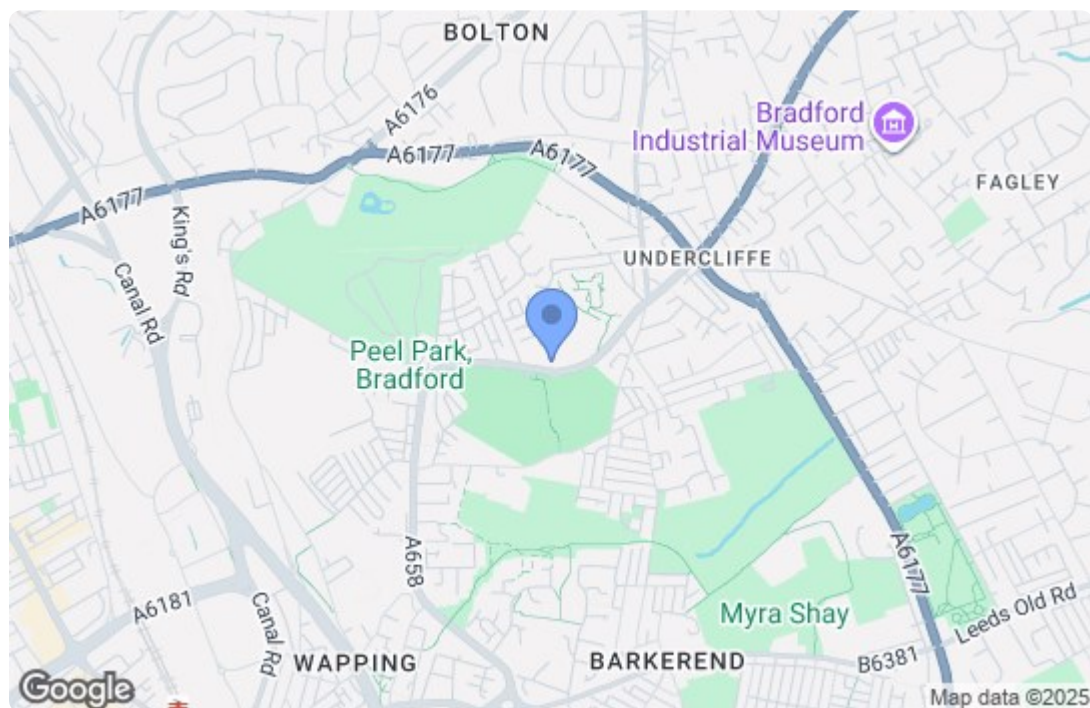 BOLTON
A6176
Bradford
Industrial Museum
A6177
A6177
FAGLEY
A6177
King's Rd
UNDERCLIFFE
Canal Rd
Peel Park,
Bradford
A658
A6177
A6181
Canal Rd
Myra Shay
Leeds Old Rd
WAPPING
BARKEREND
B6381
Google
Map data ©2025